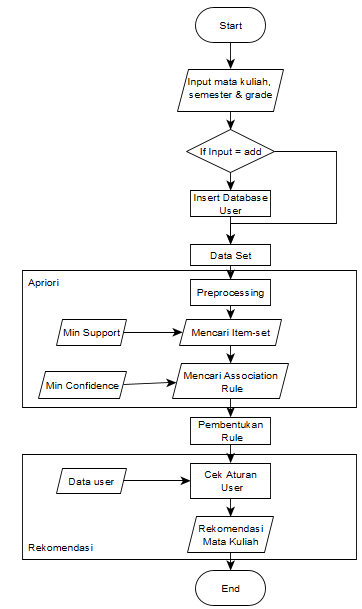 Start
Input mata kuliah,
semester & grade
If Input = add
Insert Database
User
Data Set
Apriori
Preprocessing
Min Support
Mencari Item-set
Min Confidence
Mencari Association
Rule
Pembentukan
Rule
Data user
Cek Aturan
User
Rekomendasi
Mata Kuliah
Rekomendasi
End